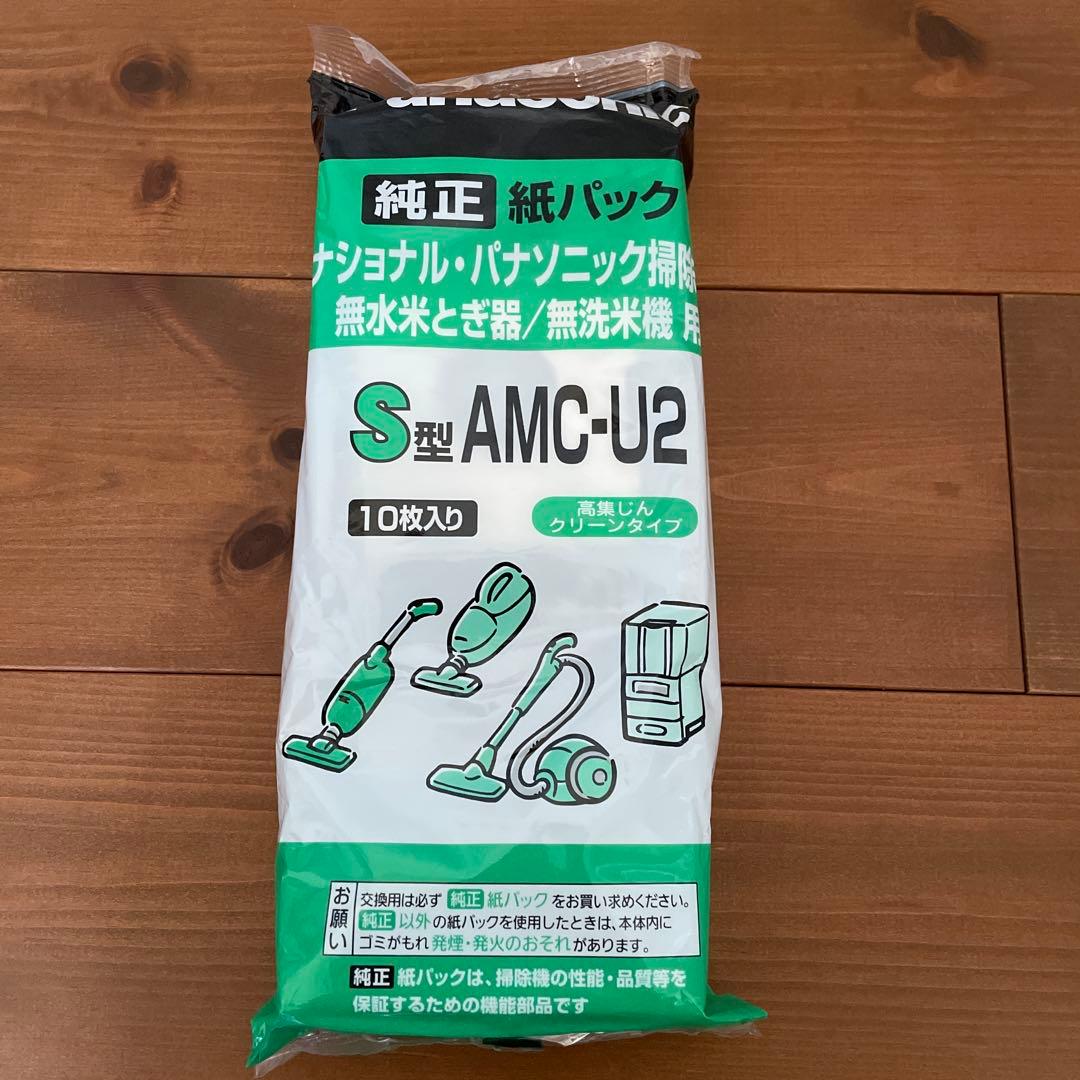 純正 紙パック
ナショナル・パナソニック掃除
無水米とぎ器/無洗米機 用
S型 AMC-U2
10枚入り
高集じん
クリーンタイプ
お願い
交換用は必ず 純正 紙パック をお買い求めください。
純正 以外 の紙パックを使用したときは、本体内に
ゴミがもれ 発煙・発火のおそれ があります。
純正 紙パックは、掃除機の性能・品質等を
保証するための機能部品です